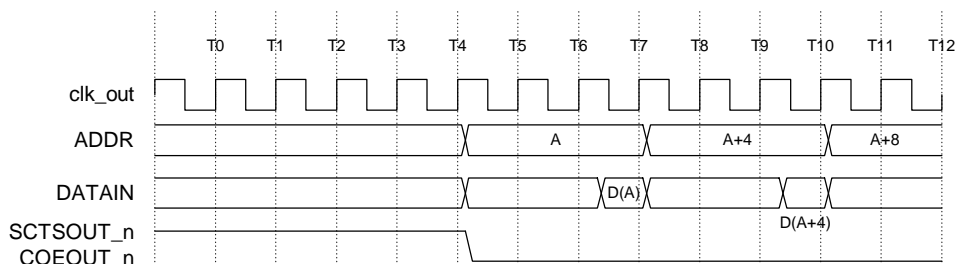 T0 T1 T2 T3 T4 T5 T6 T7 T8 T9 T10 T11 T12
clk_out
ADDR A A+4 A+8
DATAIN D(A)
D(A+4)
SCTSOUT_n
COEOUT_n